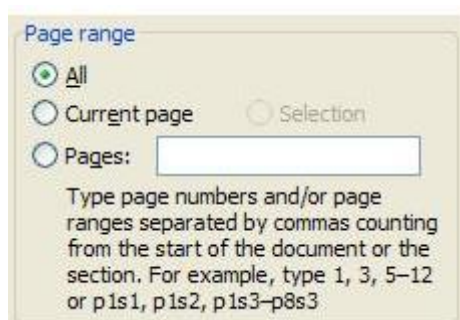 Page range
All
Current page Selection
Pages:
Type page numbers and/or page
ranges separated by commas counting
from the start of the document or the
section. For example, type 1, 3, 5–12
or p1s1, p1s2, p1s3–p8s3